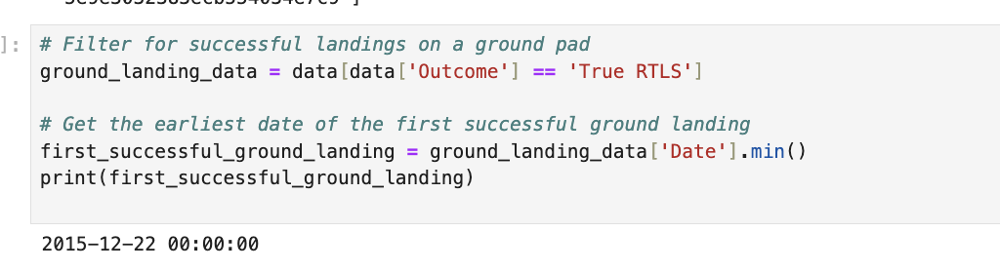 ]: # Filter for successful landings on a ground pad
ground_landing_data = data[data['Outcome'] == 'True RTLS']
# Get the earliest date of the first successful ground landing
first_successful_ground_landing = ground_landing_data['Date'].min()
print(first_successful_ground_landing)
2015-12-22 00:00:00